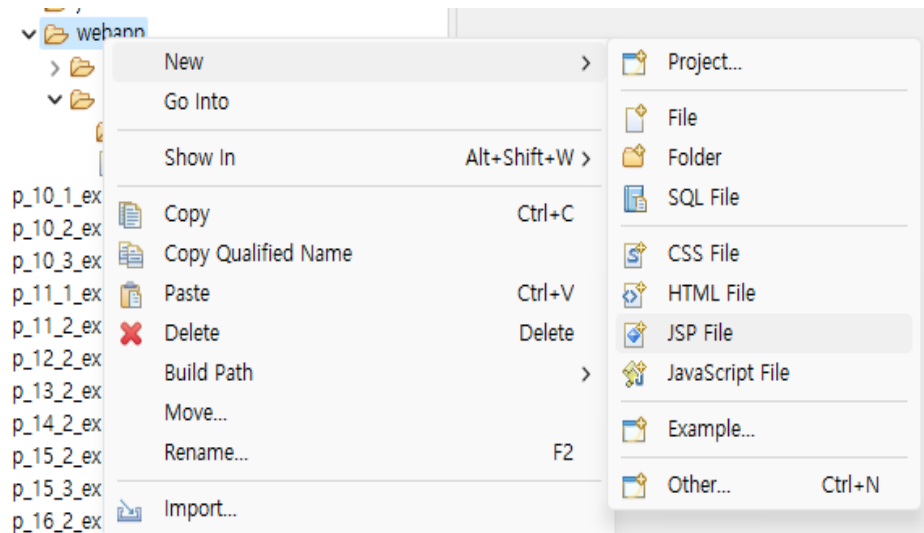 webapp
New
Go Into
Show In Alt+Shift+W
Copy Ctrl+C
Copy Qualified Name
Paste Ctrl+V
Delete Delete
Build Path
Move...
Rename... F2
Import...
Project...
File
Folder
SQL File
CSS File
HTML File
JSP File
JavaScript File
Example...
Other... Ctrl+N
p_10_1_ex
p_10_2_ex
p_10_3_ex
p_11_1_ex
p_11_2_ex
p_12_2_ex
p_13_2_ex
p_14_2_ex
p_15_2_ex
p_15_3_ex
p_16_2_ex